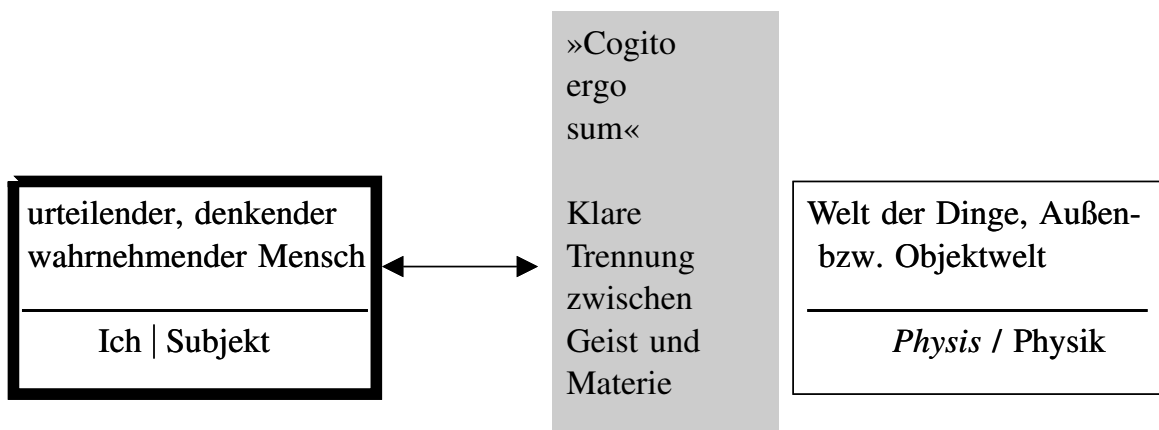 »Cogito
ergo
sum«
urteilender, denkender
wahrnehmender Mensch
Ich | Subjekt
Klare
Trennung
zwischen
Geist und
Materie
Welt der Dinge, Außen-
bzw. Objektwelt
Physis / Physik